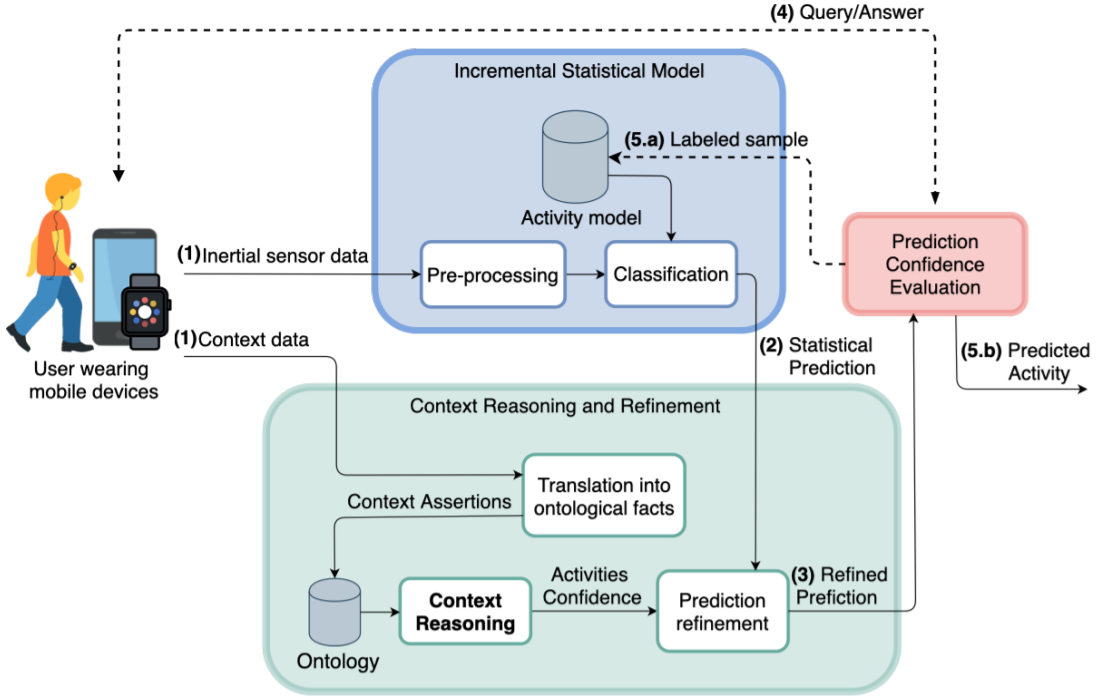 (4) Query/Answer
Incremental Statistical Model
(5.a) Labeled sample
Activity model
(1)Inertial sensor data
Pre-processing
Classification
Prediction
Confidence
Evaluation
(1)Context data
User wearing
mobile devices
(2) Statistical
Prediction
(5.b) Predicted
Activity
Context Reasoning and Refinement
Translation into
ontological facts
Context Assertions
Activities
Confidence
Context
Reasoning
Ontology
Prediction
refinement
(3) Refined
Prefiction